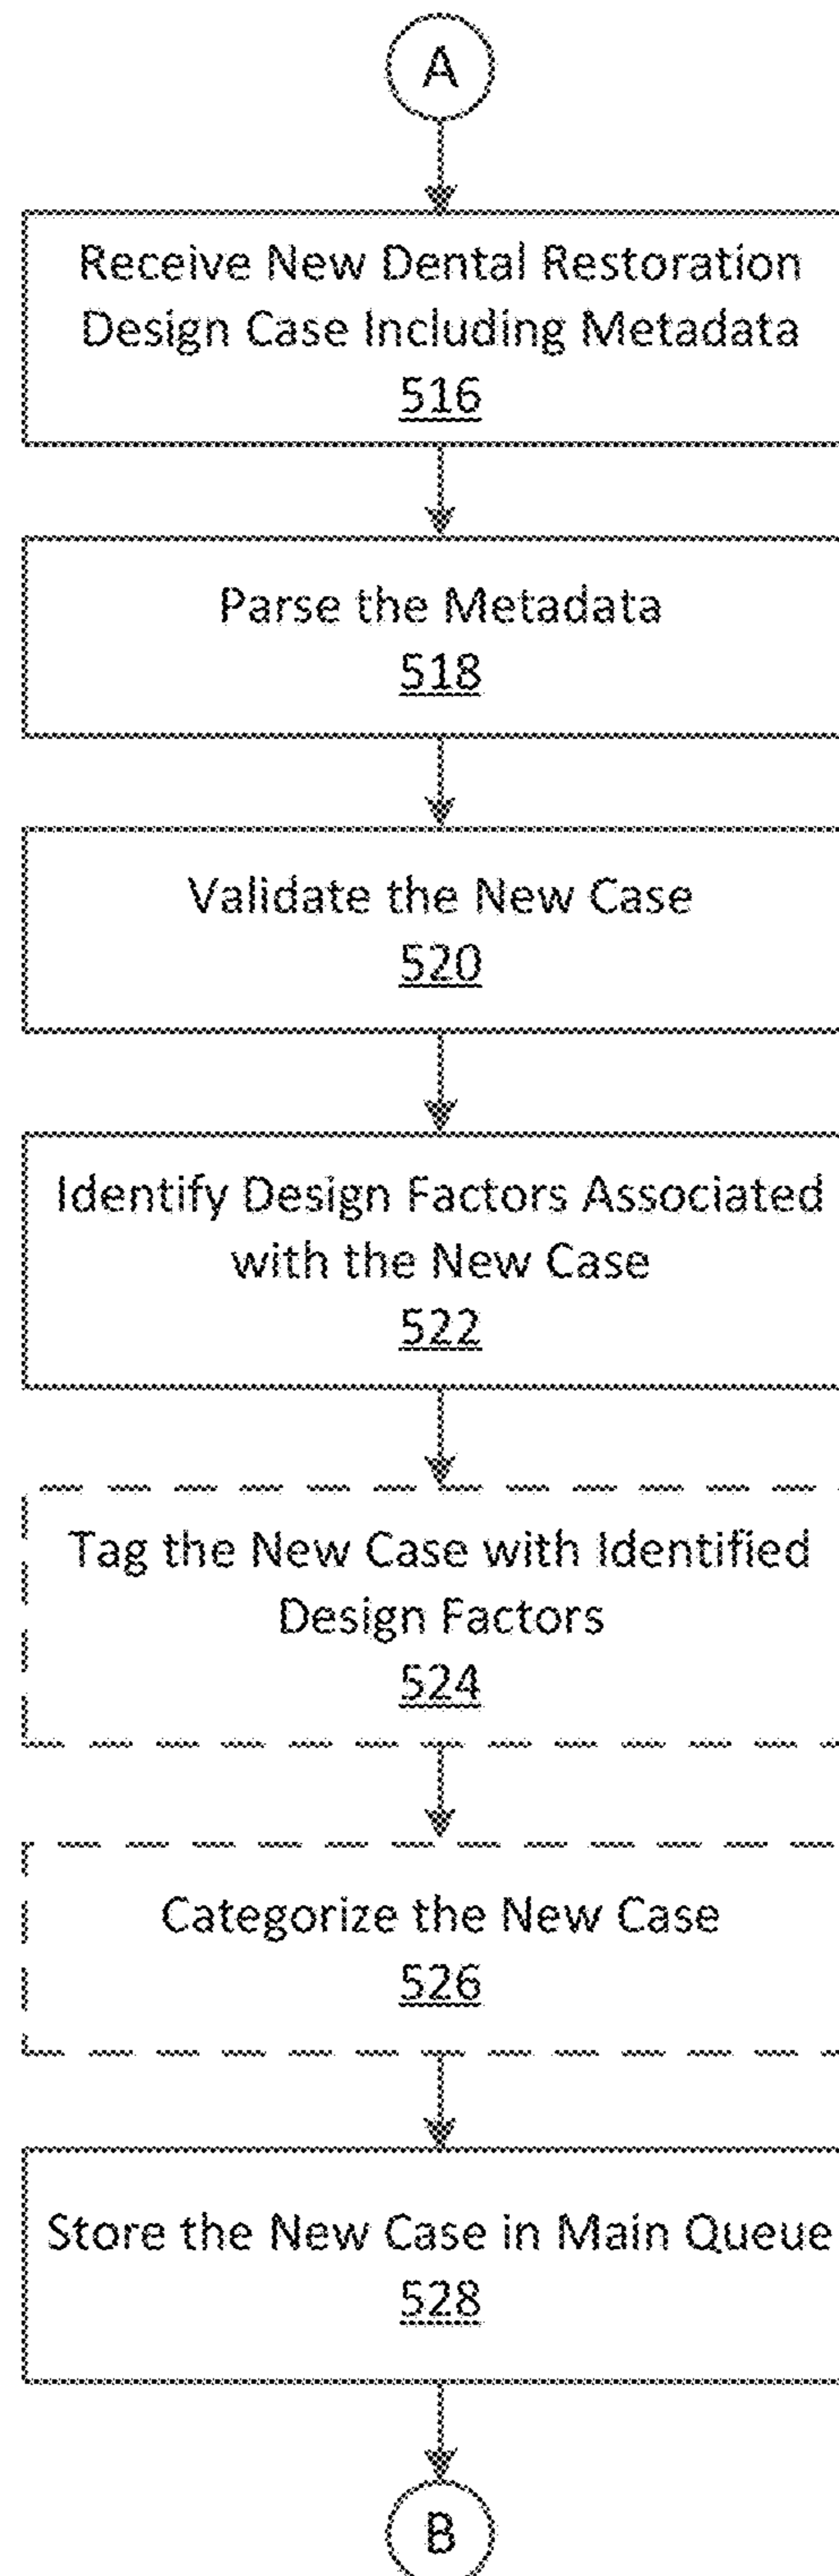 A
Receive New Dental Restoration
Design Case Including Metadata
516
Parse the Metadata
518
Validate the New Case
520
Identify Design Factors Associated
with the New Case
522
Tag the New Case with Identified
Design Factors
524
Categorize the New Case
526
Store the New Case in Main Queue
528
B